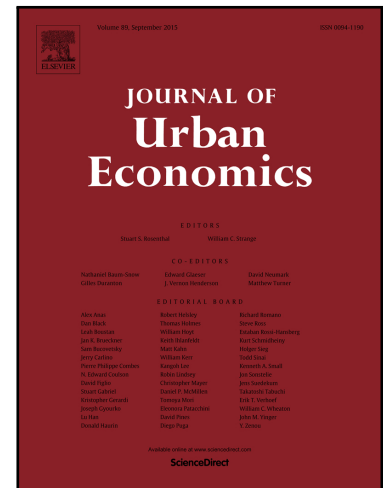 Volume 89, September 2015 ISSN 0094-1190
ELSEVIER
JOURNAL OF
Urban
Economics
EDITORS
Stuart S. Rosenthal William C. Strange
CO-EDITORS
Nathaniel Baum-Snow Edward Glaeser David Neumark
Gilles Duranton J. Vernon Henderson Matthew Turner
EDITORIAL BOARD
Alex Anas Robert Helsley Richard Romano
Dan Black Thomas Holmes Steve Ross
Leah Boustan William Hoyt Esteban Rossi-Hansberg
Jan K. Brueckner Keith Ihlanfeldt Kurt Schmidheiny
Sam Bucovetsky Matt Kahn Holger Sieg
Jerry Carlino William Kerr Todd Sinai
Pierre Philippe Combes Kangoh Lee Kenneth A. Small
N. Edward Coulson Robin Lindsey Jon Sonstelie
David Figlio Christopher Mayer Jens Suedekum
Stuart Gabriel Daniel P. McMillen Takatoshi Tabuchi
Kristopher Gerardi Tomoya Mori Erik T. Verhoef
Joseph Gyourko Eleonora Patacchini William C. Wheaton
Lu Han David Pines John M. Yinger
Donald Haurin Diego Puga Y. Zenou
Available online at www.sciencedirect.com
ScienceDirect